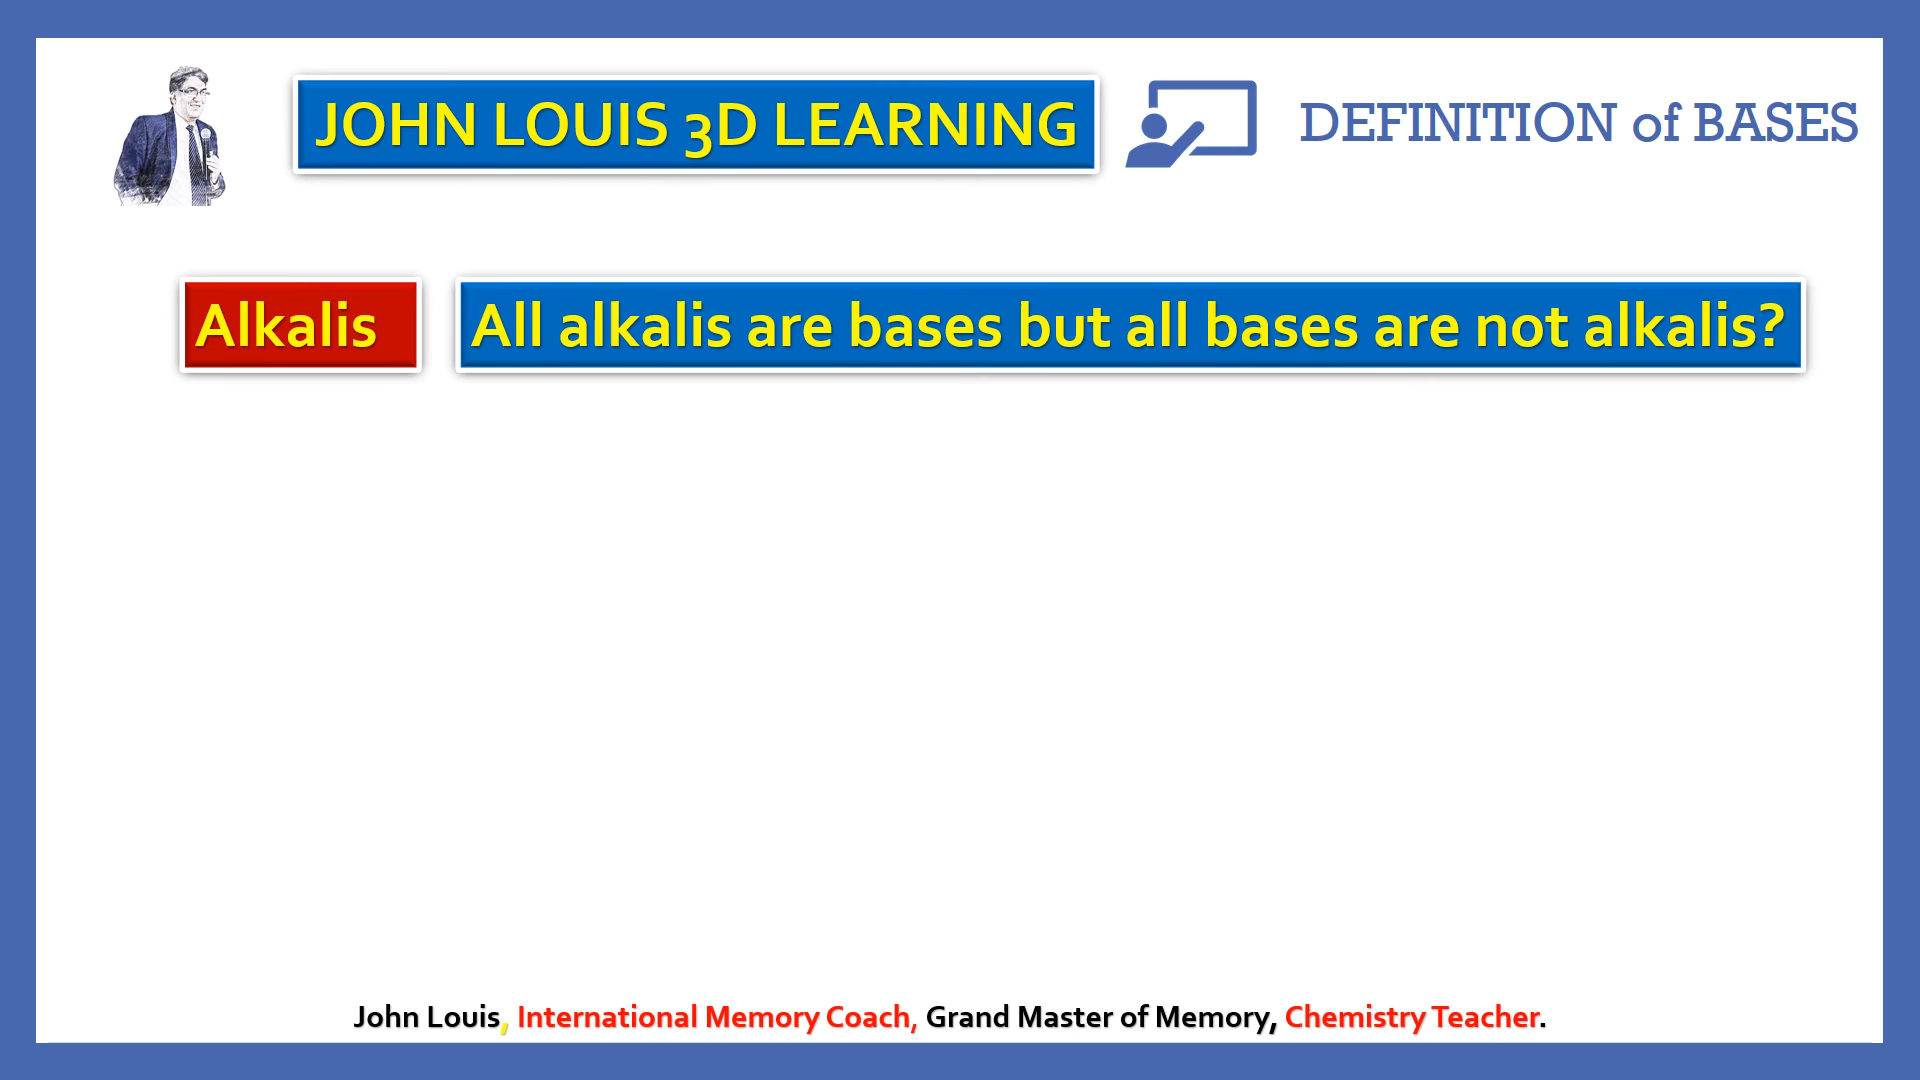 JOHN LOUIS 3D LEARNING
DEFINITION of BASES
Alkalis
All alkalis are bases but all bases are not alkalis?
John Louis, International Memory Coach, Grand Master of Memory, Chemistry Teacher.